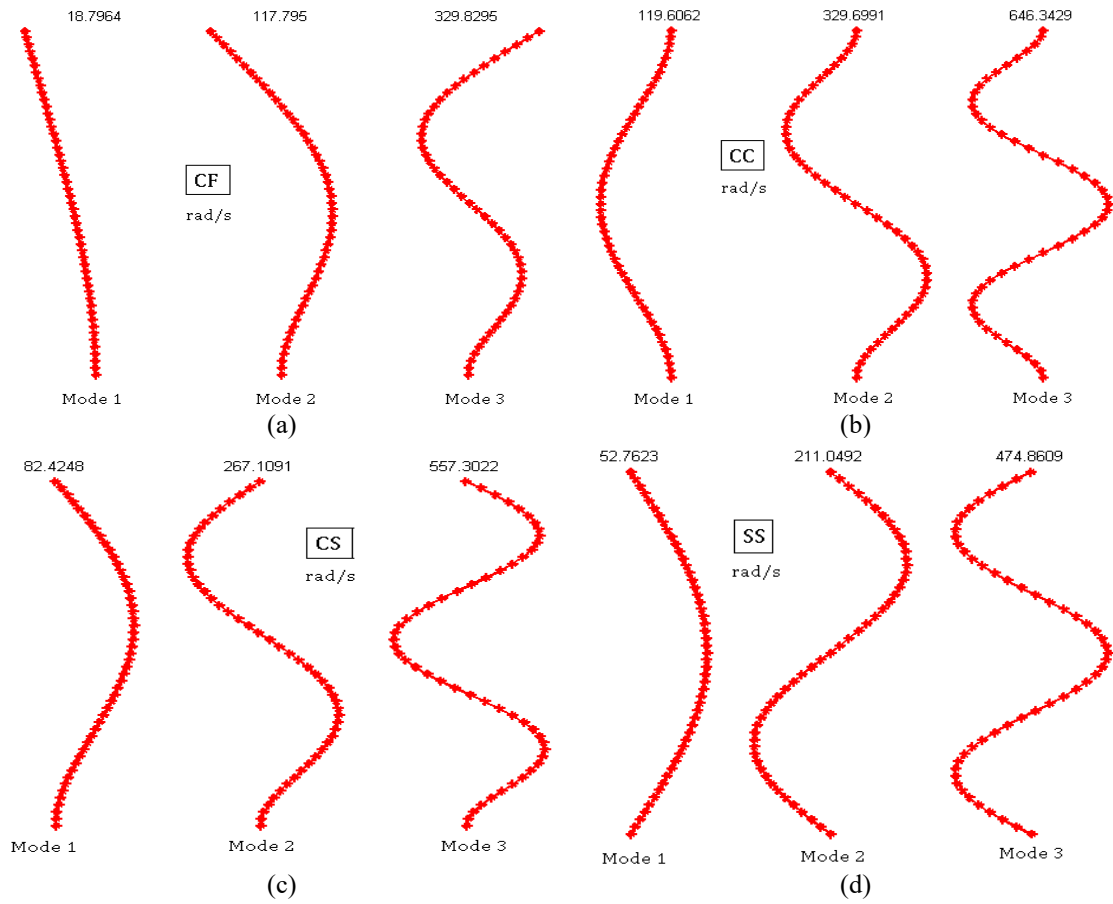 18.7964 117.795 329.8295
CF
rad/s
Mode 1 Mode 2 Mode 3
(a)
119.6062 329.6991 646.3429
CC
rad/s
Mode 1 Mode 2 Mode 3
(b)
82.4248 267.1091 557.3022
CS
rad/s
Mode 1 Mode 2 Mode 3
(c)
52.7623 211.0492 474.8609
SS
rad/s
Mode 1 Mode 2 Mode 3
(d)